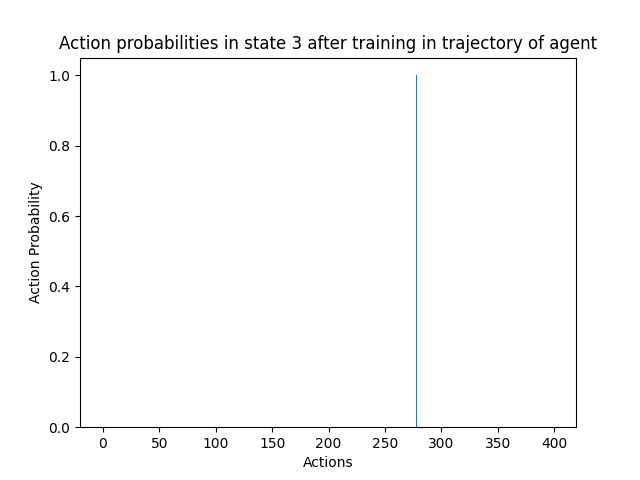 Action probabilities in state 3 after training in trajectory of agent
1.0
0.8
0.6
0.4
0.2
0.0
Action Probability
0 50 100 150 200 250 300 350 400
Actions